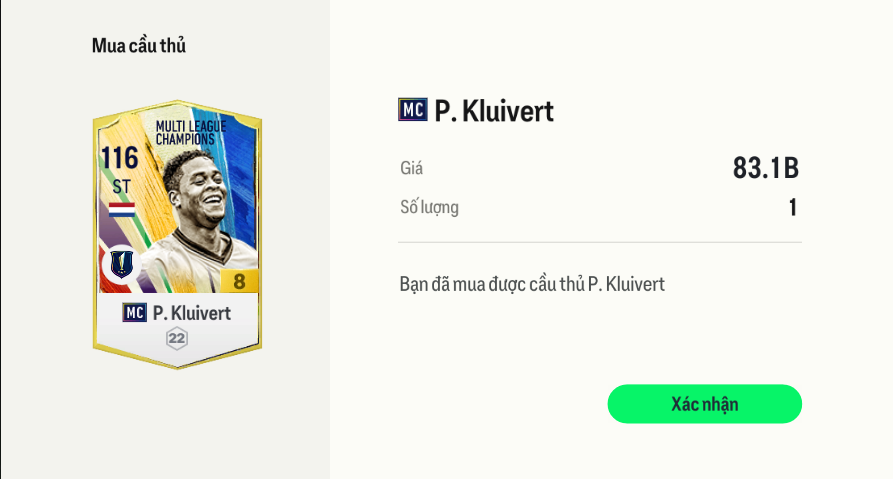 Mua cầu thủ
MULTI LEAGUE
CHAMPIONS
116
ST
8
MC P. Kluivert
22
MC P. Kluivert
Giá 83.1B
Số lượng 1
Bạn đã mua được cầu thủ P. Kluivert
Xác nhận